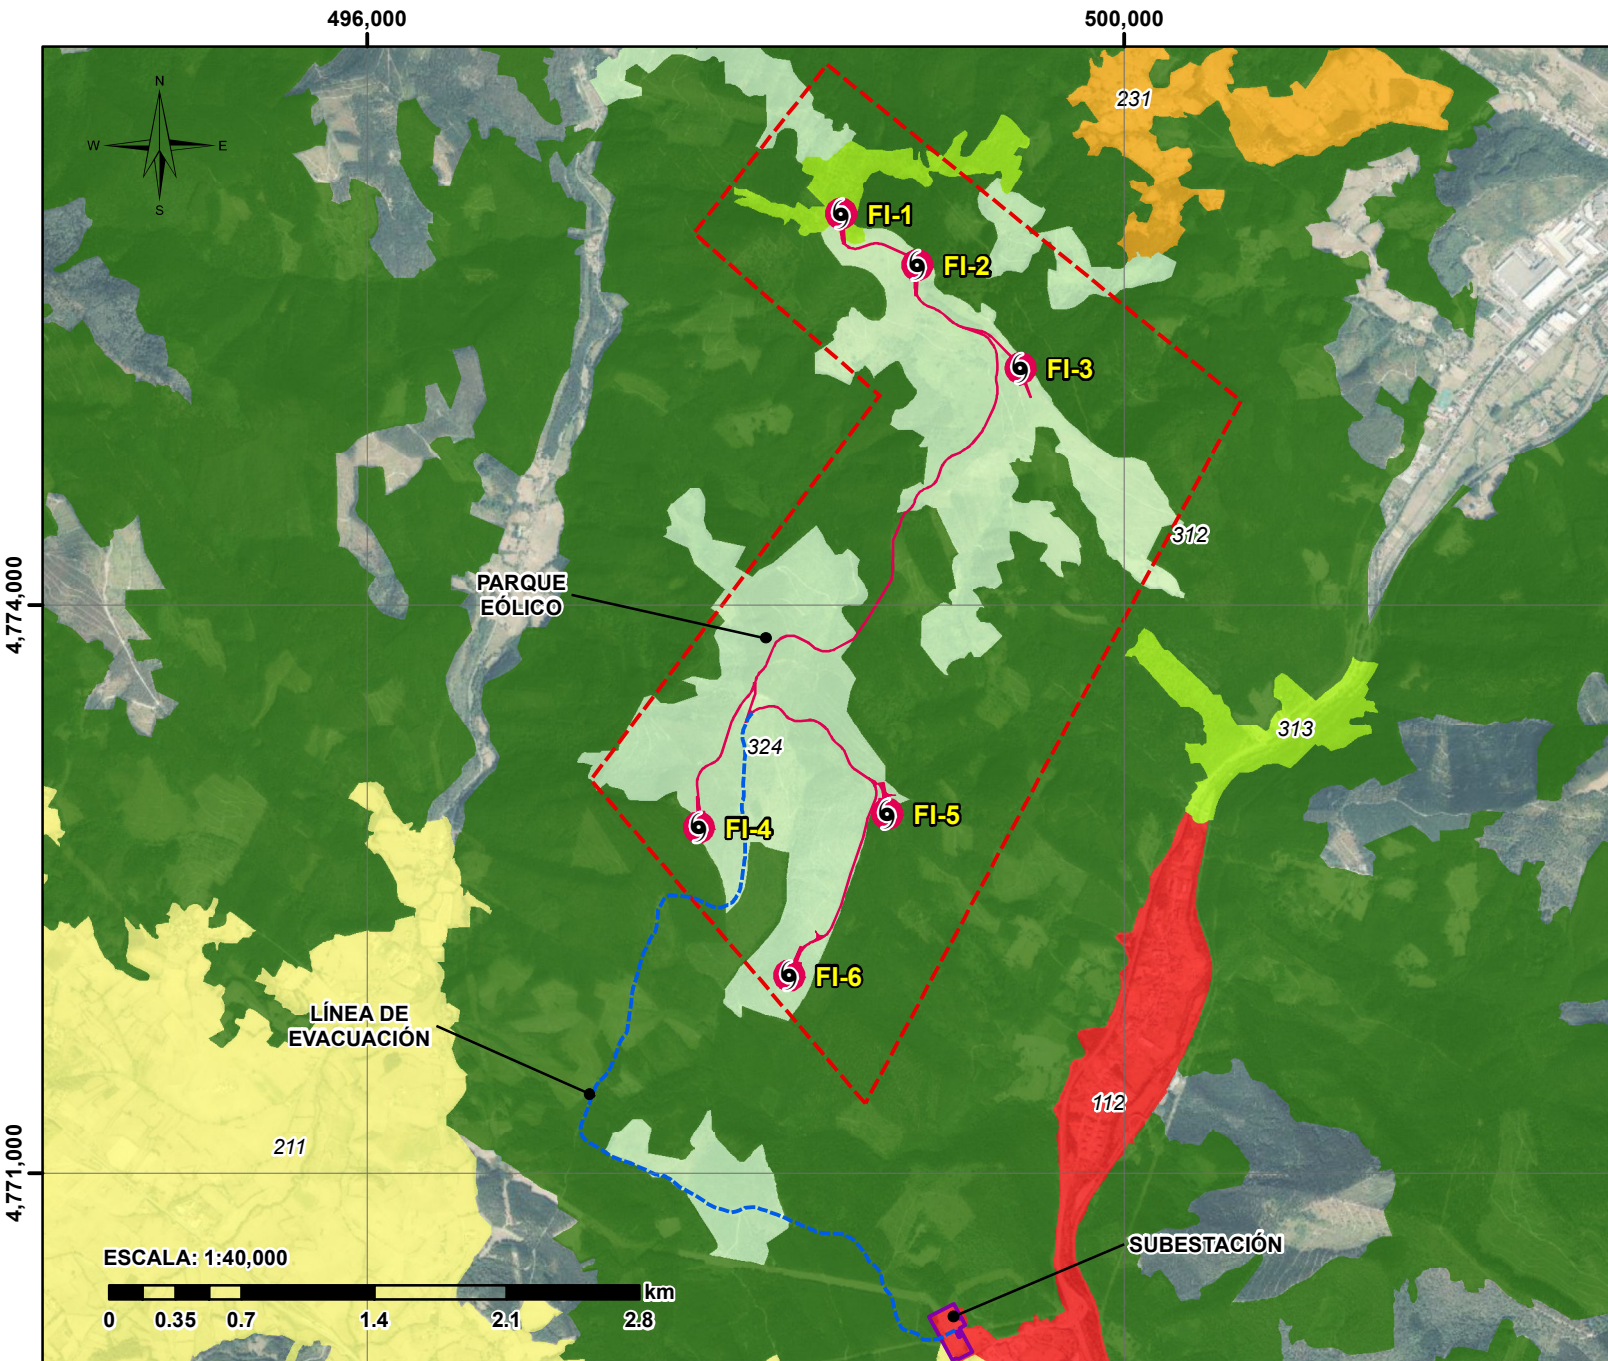 496,000
500,000
N
W
E
S
231
FI-1
FI-2
FI-3
312
PARQUE
EÓLICO
4,774,000
313
324
FI-4
FI-5
FI-6
LÍNEA DE
EVACUACIÓN
112
211
4,771,000
SUBESTACIÓN
ESCALA: 1:40,000
km
0
0.35
0.7
1.4
2.1
2.8